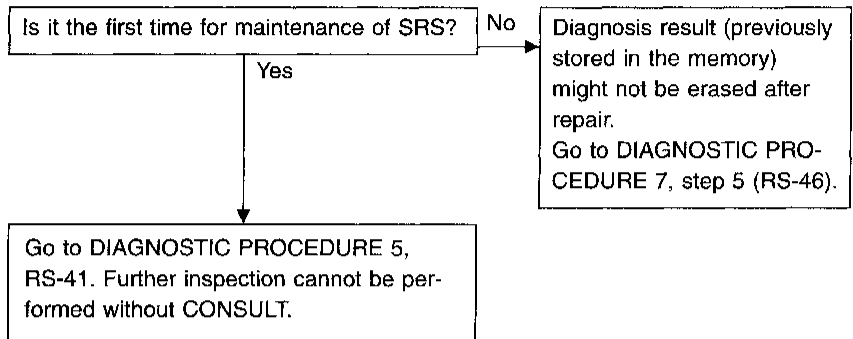 Is it the first time for maintenance of SRS?
No
Diagnosis result (previously
stored in the memory)
might not be erased after
repair.
Go to DIAGNOSTIC PRO-
CEDURE 7, step 5 (RS-46).
Yes
Go to DIAGNOSTIC PROCEDURE 5,
RS-41. Further inspection cannot be per-
formed without CONSULT.